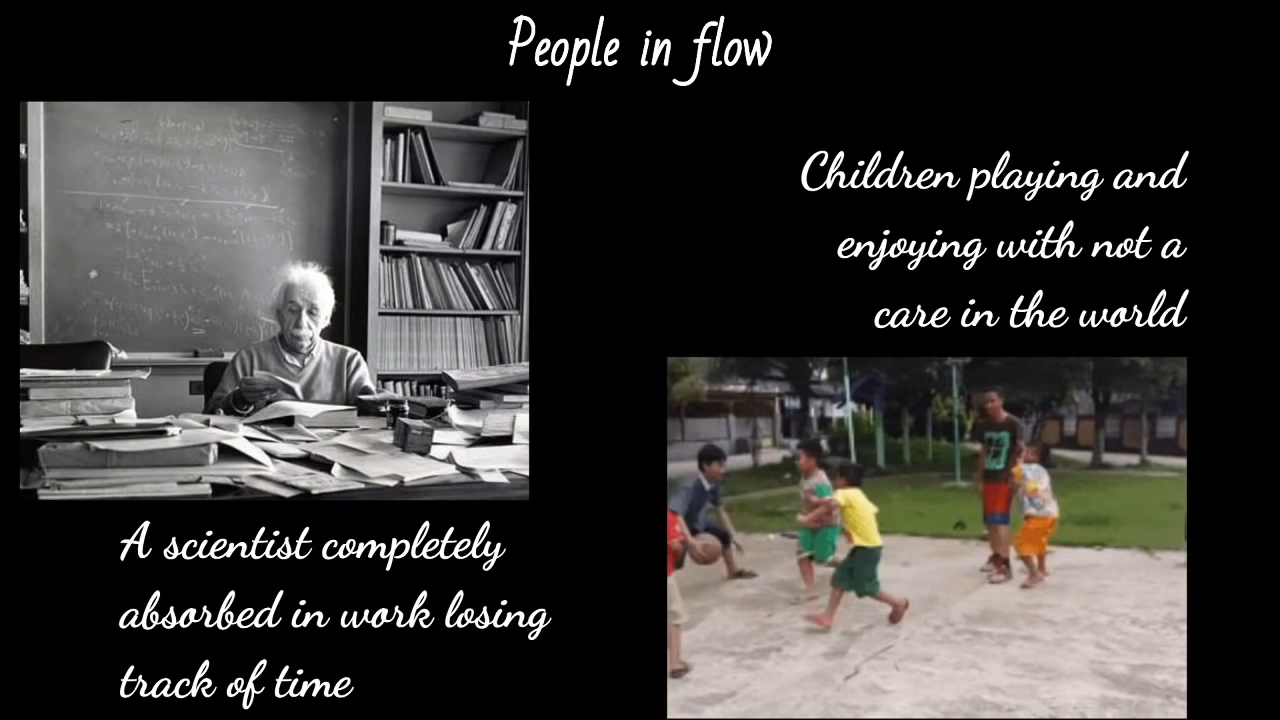 People in flow
Children playing and
enjoying with not a
care in the world
A scientist completely
absorbed in work losing
track of time